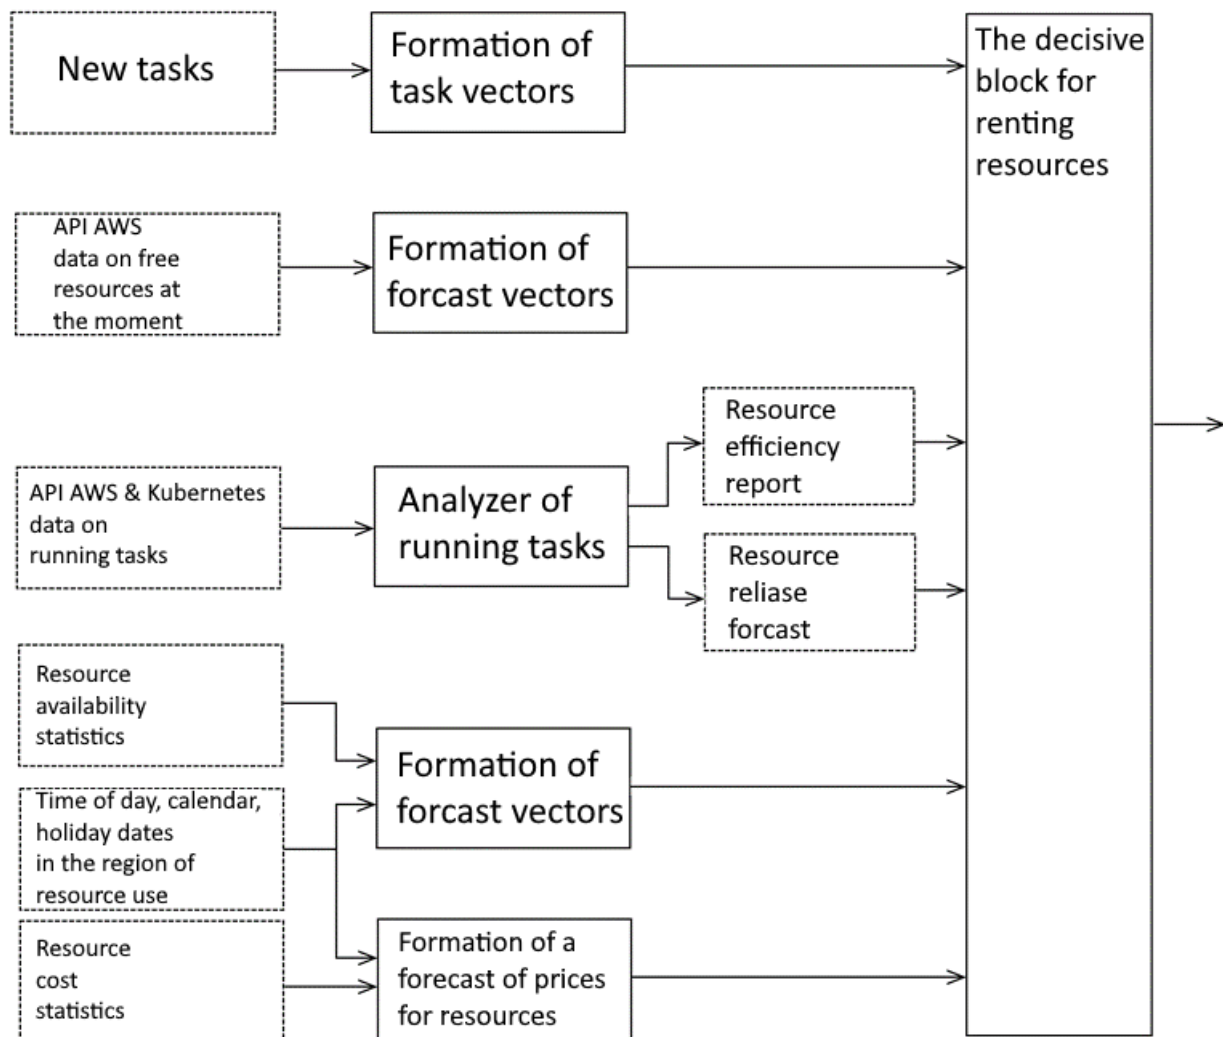 New tasks
Formation of
task vectors
The decisive
block for
renting
resources
API AWS
data on free
resources at
the moment
Formation of
forcast vectors
API AWS & Kubernetes
data on
running tasks
Analyzer of
running tasks
Resource
efficiency
report
Resource
reliase
forcast
Resource
availability
statistics
Time of day, calendar,
holiday dates
in the region of
resource use
Formation of
forcast vectors
Resource
cost
statistics
Formation of a
forecast of prices
for resources